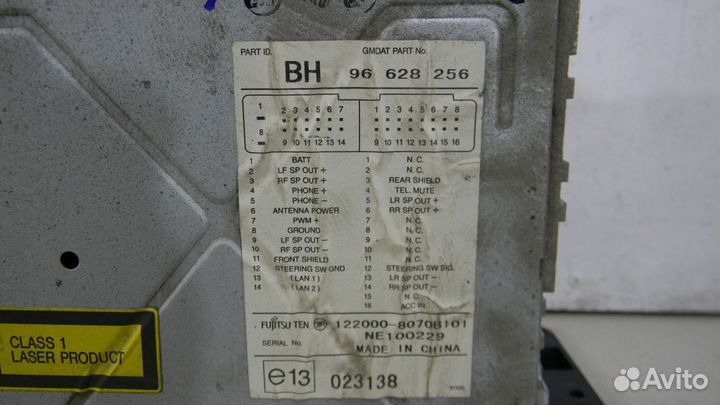 PART ID. GMDAT PART No.
BH 96 628 256
1 2 3 4 5 6 7 1 2 3 4 5 6 7 8
8 9 10 11 12 13 14 9 10 11 12 13 14 15 16
1 BATT 1 N.C.
2 LF SP OUT + 2 N.C.
3 RF SP OUT + 3 REAR SHIELD
4 PHONE + 4 TEL. MUTE
5 PHONE − 5 LR SP OUT +
6 ANTENNA POWER 6 RR SP OUT +
7 PWM + 7 N.C.
8 GROUND 8 N.C.
9 LF SP OUT − 9 N.C.
10 RF SP OUT − 10 N.C.
11 FRONT SHIELD 11 N.C.
12 STEERING SW GND 12 STEERING SW SIG.
13 (LAN 1) 13 LR SP OUT −
14 (LAN 2) 14 RR SP OUT −
15 N.C.
16 ACC IN
FUJITSU TEN 122000-8070B101
NE100229
SERIAL No. MADE IN CHINA
e13 023138
CLASS 1
LASER PRODUCT
Avito